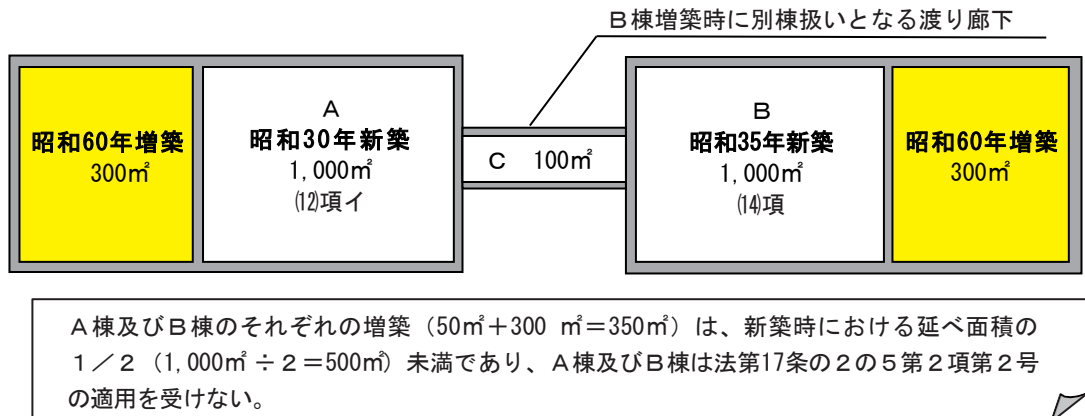 B棟増築時に別棟扱いとなる渡り廊下
昭和60年増築
300㎡
A
昭和30年新築
1,000㎡
⑿項イ
C 100㎡
B
昭和35年新築
1,000㎡
⒁項
昭和60年増築
300㎡
A棟及びB棟のそれぞれの増築（50㎡＋300 ㎡＝350㎡）は、新築時における延べ面積の
１／２（1,000㎡÷２＝500㎡）未満であり、A棟及びB棟は法第17条の２の５第２項第２号
の適用を受けない。